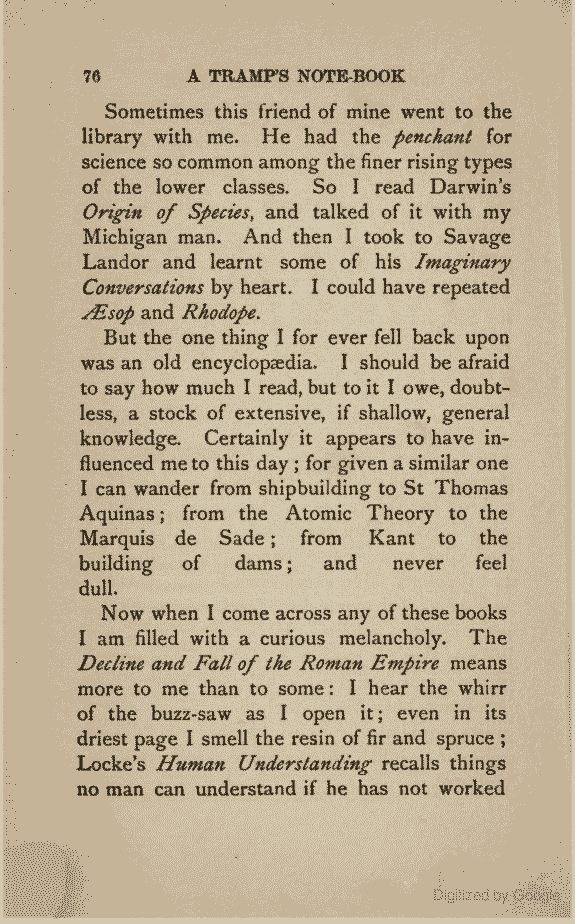 76 A TRAMP'S NOTE-BOOK
Sometimes this friend of mine went to the
library with me. He had the penchant for
science so common among the finer rising types
of the lower classes. So I read Darwin's
Origin of Species, and talked of it with my
Michigan man. And then I took to Savage
Landor and learnt some of his Imaginary
Conversations by heart. I could have repeated
Æsop and Rhodope.
But the one thing I for ever fell back upon
was an old encyclopædia. I should be afraid
to say how much I read, but to it I owe, doubt-
less, a stock of extensive, if shallow, general
knowledge. Certainly it appears to have in-
fluenced me to this day ; for given a similar one
I can wander from shipbuilding to St Thomas
Aquinas ; from the Atomic Theory to the
Marquis de Sade ; from Kant to the
building of dams ; and never feel
dull.
Now when I come across any of these books
I am filled with a curious melancholy. The
Decline and Fall of the Roman Empire means
more to me than to some : I hear the whirr
of the buzz-saw as I open it ; even in its
driest page I smell the resin of fir and spruce ;
Locke's Human Understanding recalls things
no man can understand if he has not worked
Digitized by Google